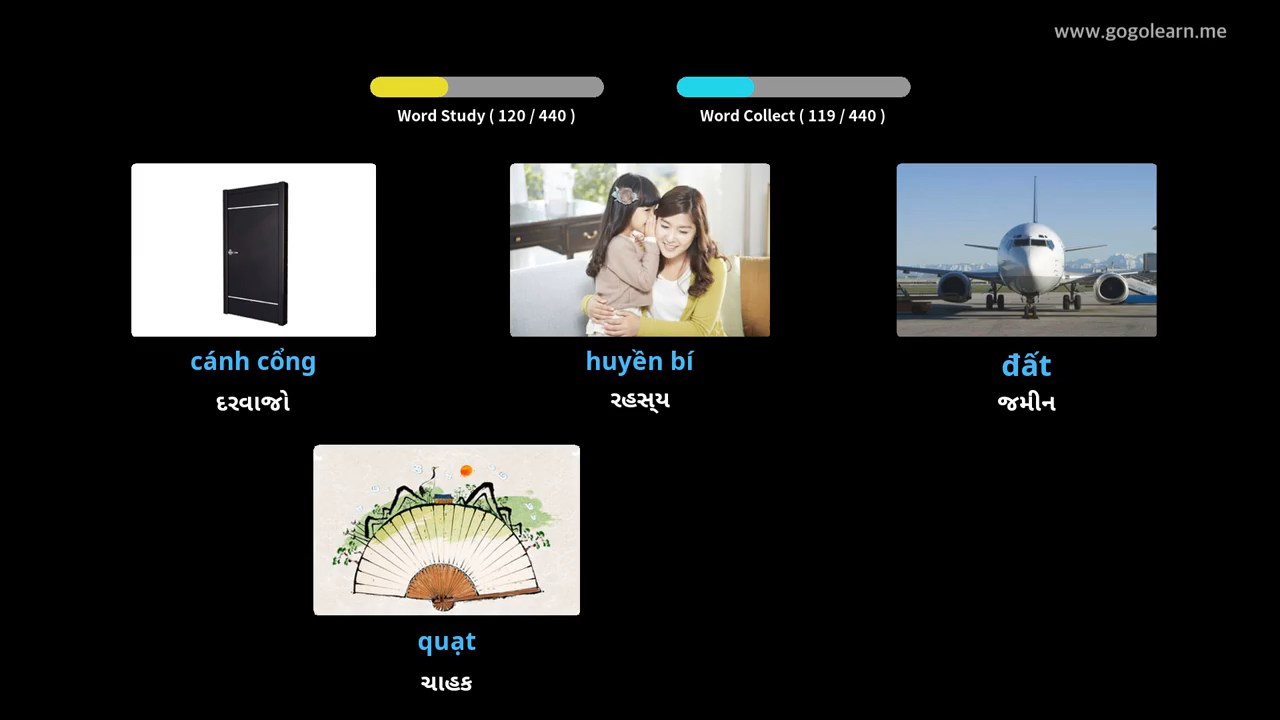 www.gogolearn.me
Word Study ( 120 / 440 )
Word Collect ( 119 / 440 )
cánh cổng
દરવાજો
huyền bí
રહસ્ય
đất
જમીન
quạt
ચાહક